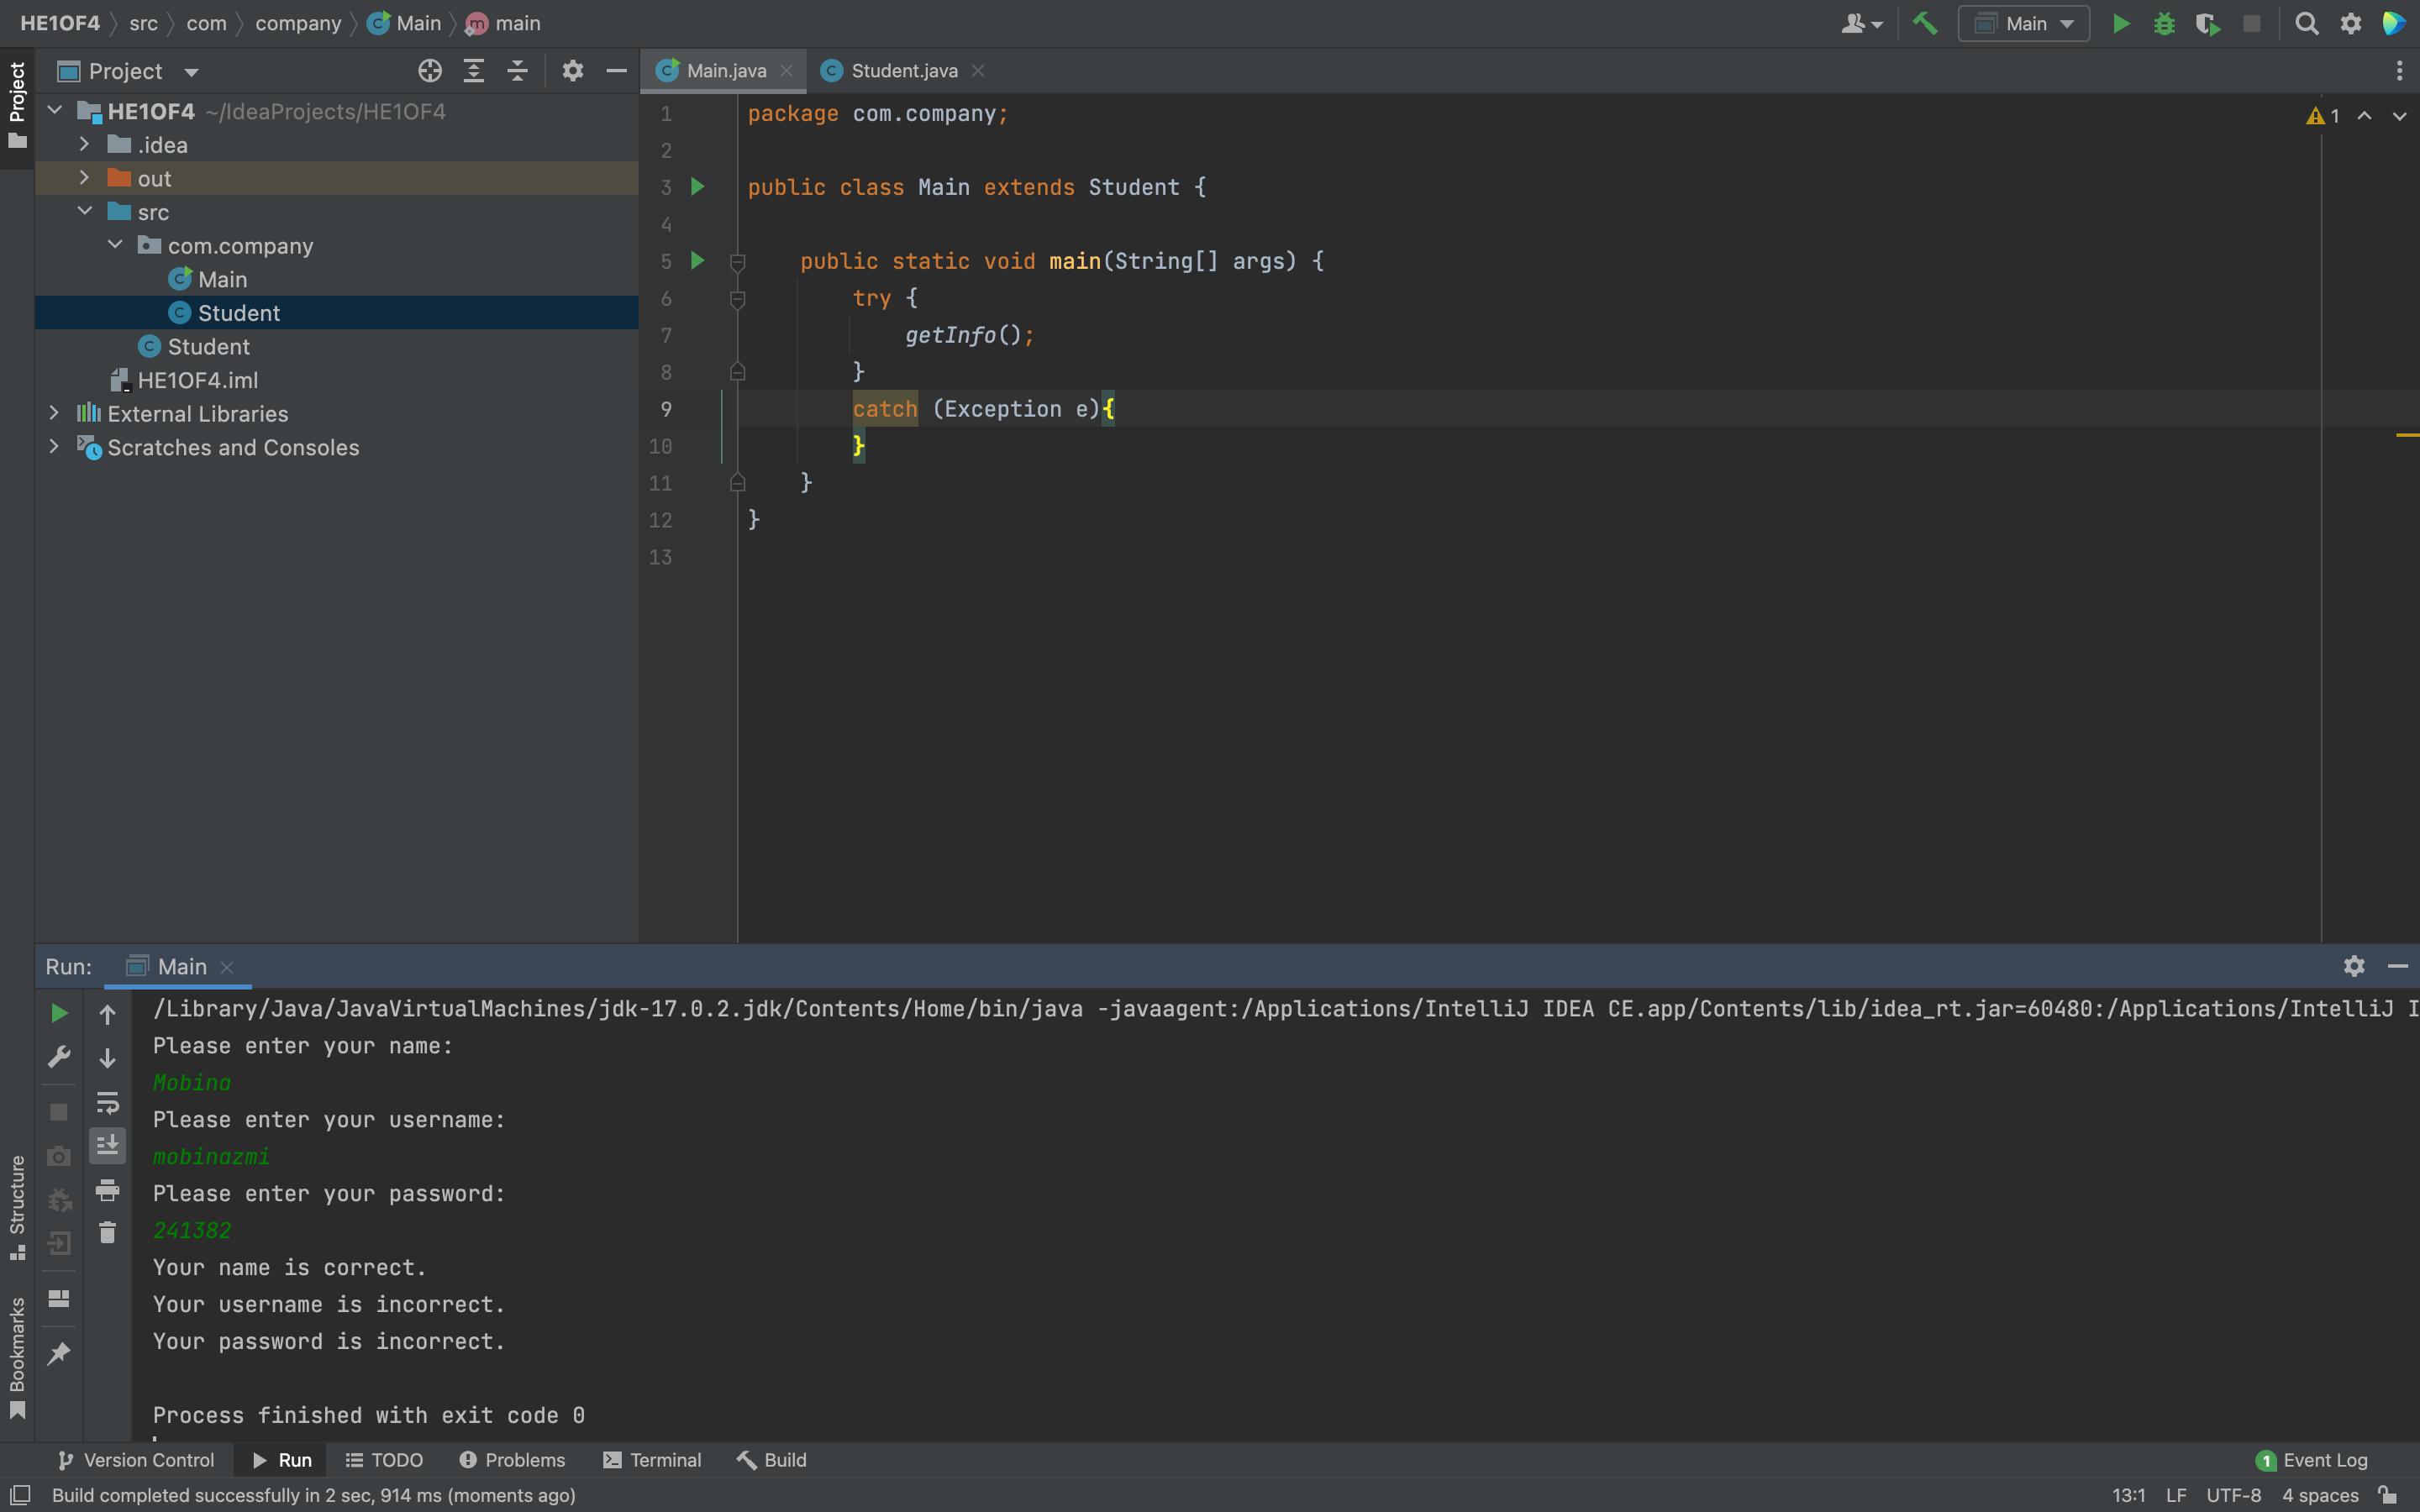 HE1OF4 src com company Main main
Main
Project
Project
Main.java
Student.java
HE1OF4 ~/IdeaProjects/HE1OF4
.idea
out
src
com.company
Main
Student
Student
HE1OF4.iml
External Libraries
Scratches and Consoles
1 package com.company;
2
3 public class Main extends Student {
4
5 public static void main(String[] args) {
6 try {
7 getInfo();
8 }
9 catch (Exception e){
10 }
11 }
12 }
13
1
Run: Main
/Library/Java/JavaVirtualMachines/jdk-17.0.2.jdk/Contents/Home/bin/java -javaagent:/Applications/IntelliJ IDEA CE.app/Contents/lib/idea_rt.jar=60480:/Applications/IntelliJ I
Please enter your name:
Mobina
Please enter your username:
mobinazmi
Please enter your password:
241382
Your name is correct.
Your username is incorrect.
Your password is incorrect.
Process finished with exit code 0
Structure
Bookmarks
Version Control Run TODO Problems Terminal Build 1 Event Log
Build completed successfully in 2 sec, 914 ms (moments ago) 13:1 LF UTF-8 4 spaces